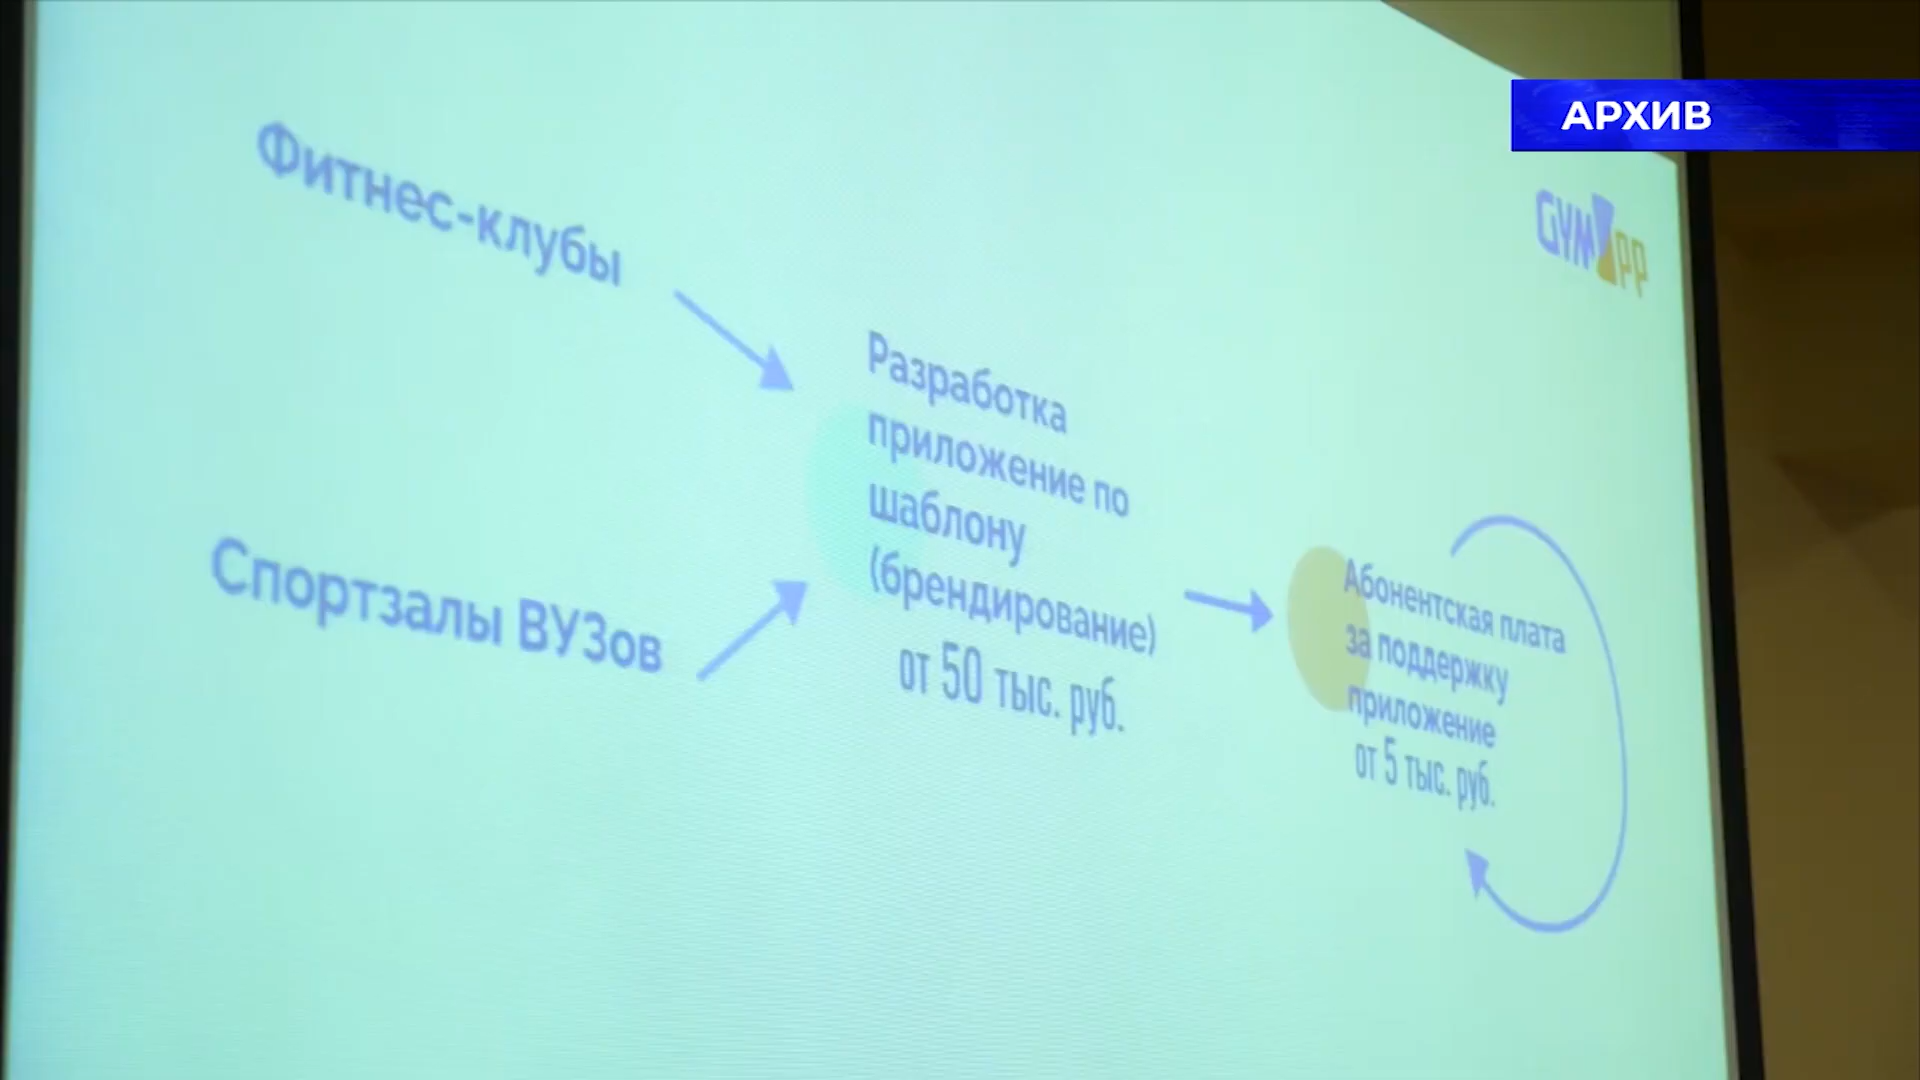 АРХИВ
GYMAPP
Фитнес-клубы
Спортзалы ВУЗов
Разработка
приложение по
шаблону
(брендирование)
от 50 тыс. руб.
Абонентская плата
за поддержку
приложение
от 5 тыс. руб.